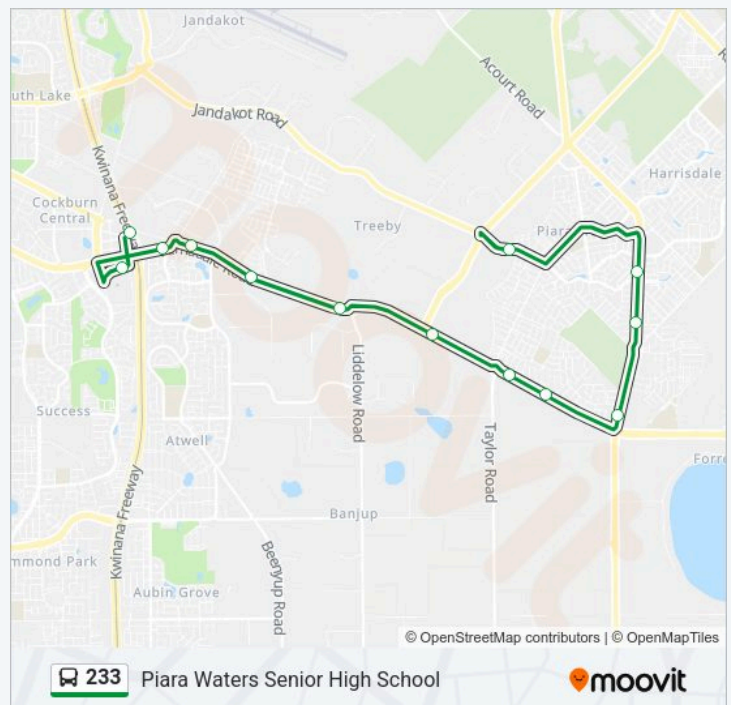 Jandakot
Acourt Road
uth Lake
Jandakot Road
Kwinana Freeway
Harrisdale
Cockburn
Central
Treeby
Piara
Liddelow Road
Success
Atwell
Taylor Road
Forre
Kwinana Freeway
Banjup
mmond Park
Beenyup Road
Aubin Grove
moovit
© OpenStreetMap contributors | © OpenMapTiles
233 Piara Waters Senior High School
moovit